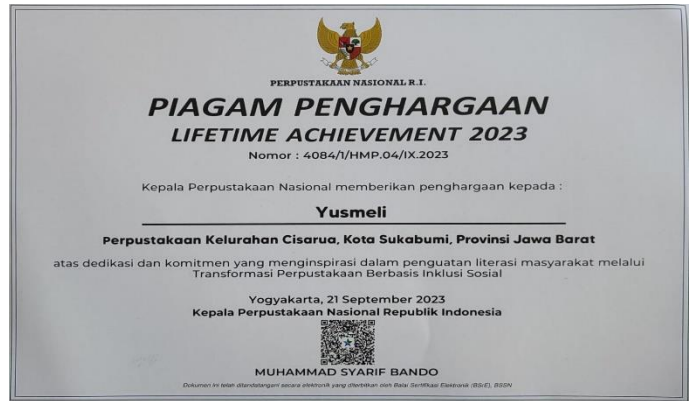 PERPUSTAKAAN NASIONAL R.I.
PIAGAM PENGHARGAAN
LIFETIME ACHIEVEMENT 2023
Nomor : 4084/1/HMP.04/IX.2023
Kepala Perpustakaan Nasional memberikan penghargaan kepada :
Yusmeli
Perpustakaan Kelurahan Cisarua, Kota Sukabumi, Provinsi Jawa Barat
atas dedikasi dan komitmen yang menginspirasi dalam penguatan literasi masyarakat melalui
Transformasi Perpustakaan Berbasis Inklusi Sosial
Yogyakarta, 21 September 2023
Kepala Perpustakaan Nasional Republik Indonesia
MUHAMMAD SYARIF BANDO
Dokumen ini telah ditandatangani secara elektronik yang diterbitkan oleh Balai Sertifikasi Elektronik (BSrE), BSSN